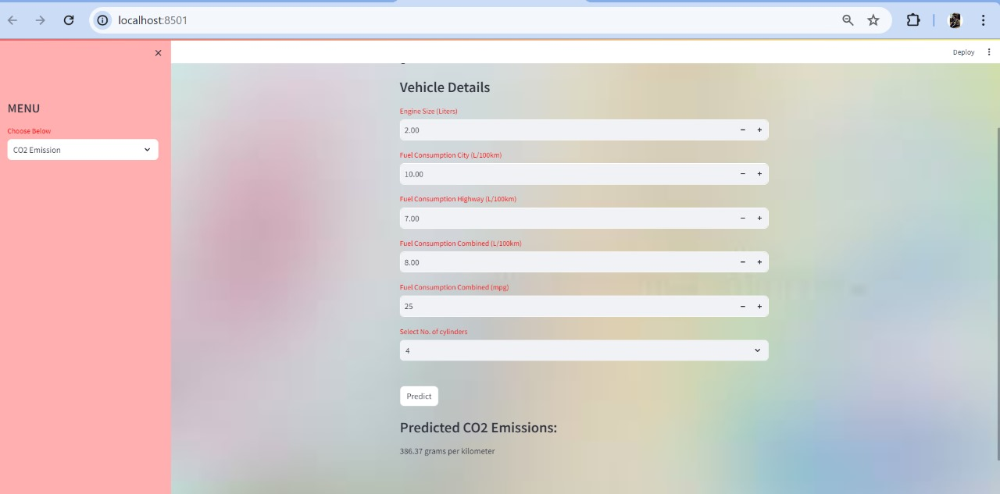 localhost:8501
Deploy
MENU
Choose Below
CO2 Emission
Vehicle Details
Engine Size (Liters)
2.00
Fuel Consumption City (L/100km)
10.00
Fuel Consumption Highway (L/100km)
7.00
Fuel Consumption Combined (L/100km)
8.00
Fuel Consumption Combined (mpg)
25
Select No. of cylinders
4
Predict
Predicted CO2 Emissions:
386.37 grams per kilometer